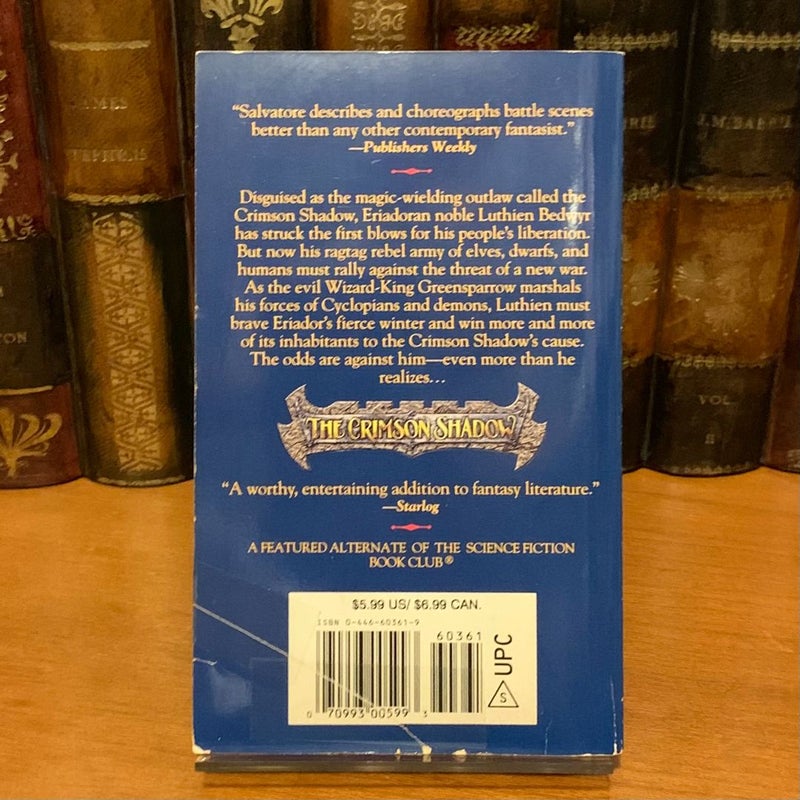 "Salvatore describes and choreographs battle scenes
better than any other contemporary fantasist."
—Publishers Weekly
Disguised as the magic-wielding outlaw called the
Crimson Shadow, Eriadoran noble Luthien Bedwyr
has struck the first blows for his people's liberation.
But now his ragtag rebel army of elves, dwarfs, and
humans must rally against the threat of a new war.
As the evil Wizard-King Greensparrow marshals
his forces of Cyclopians and demons, Luthien must
brave Eriador's fierce winter and win more and more
of its inhabitants to the Crimson Shadow's cause.
The odds are against him—even more than he
realizes...
THE CRIMSON SHADOW
"A worthy, entertaining addition to fantasy literature."
—Starlog
A FEATURED ALTERNATE OF THE SCIENCE FICTION
BOOK CLUB®
$5.99 US/ $6.99 CAN.
ISBN 0-446-60361-9
60361
UPC
S
0 70993 00599 3
JAMES
J.M. BARRIE
VOL
II